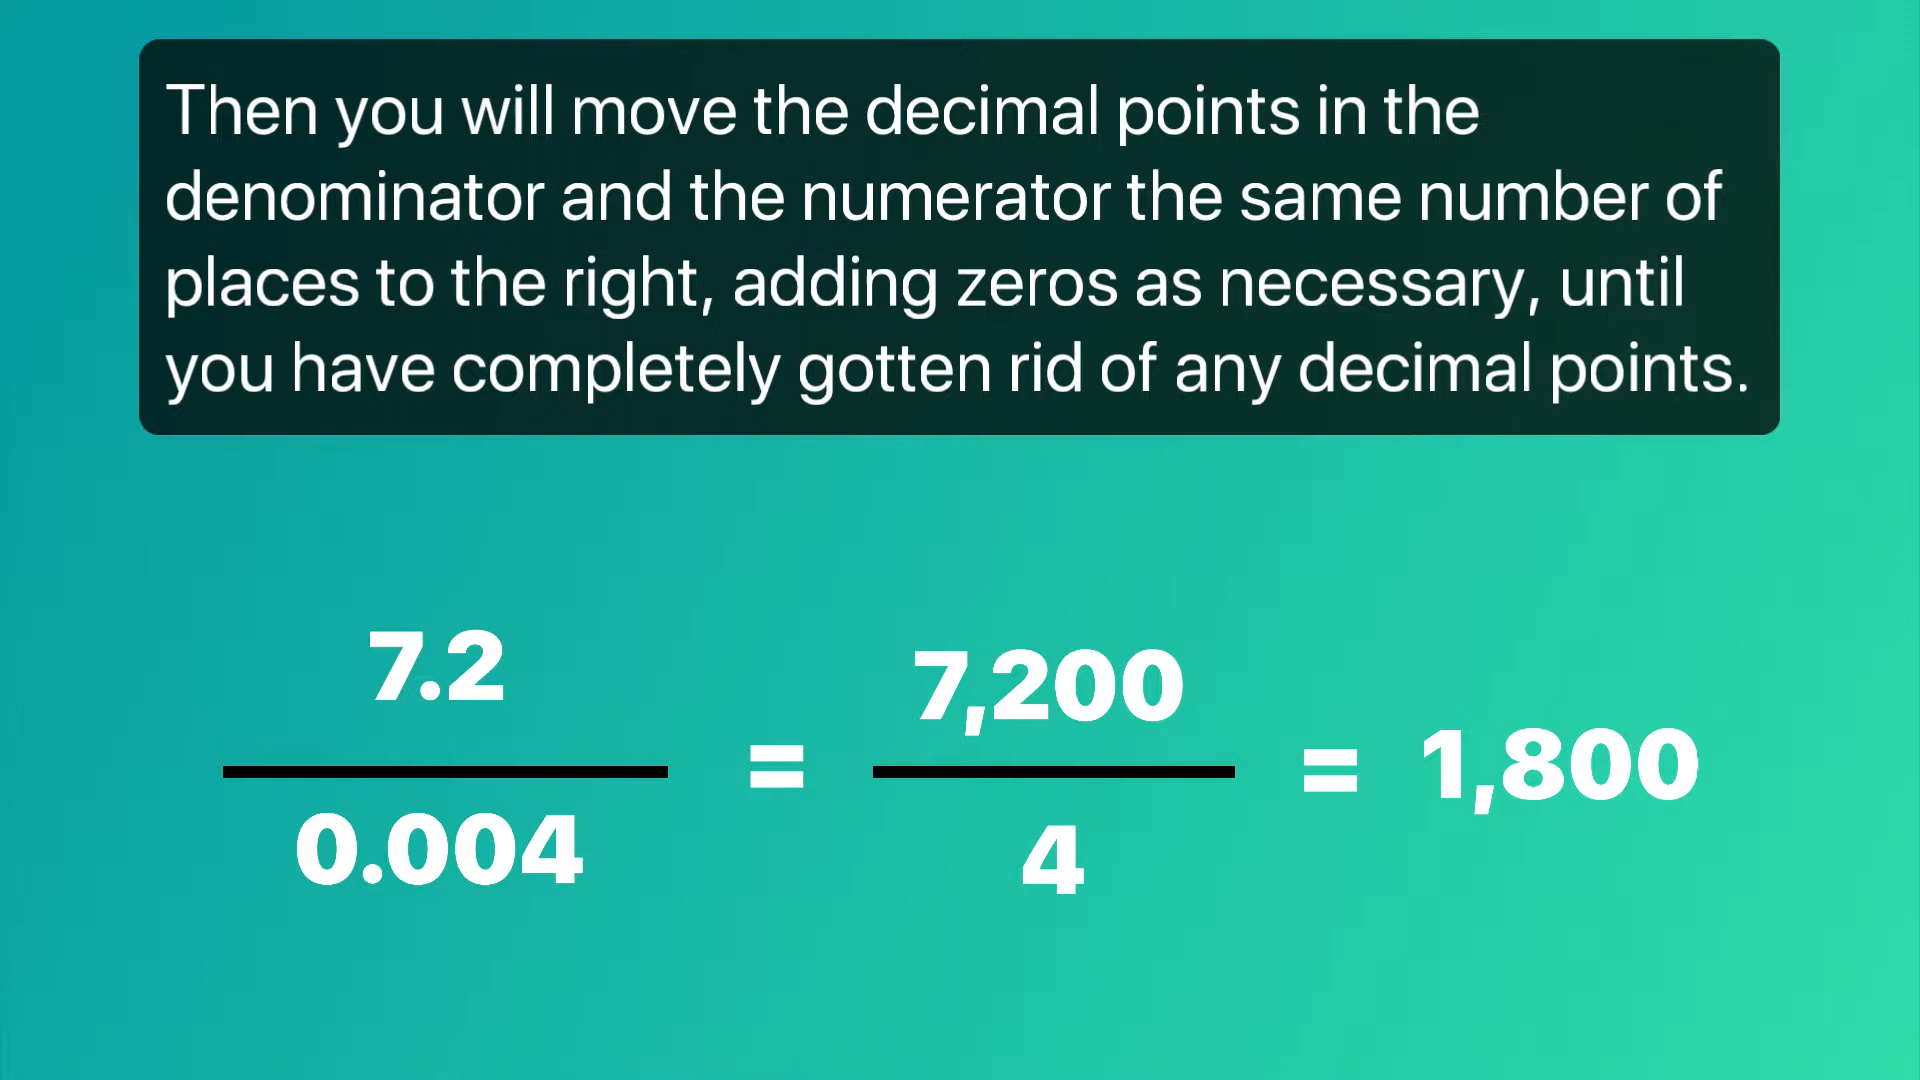 Then you will move the decimal points in the
denominator and the numerator the same number of
places to the right, adding zeros as necessary, until
you have completely gotten rid of any decimal points.
7.2
0.004
=
7,200
4
= 1,800